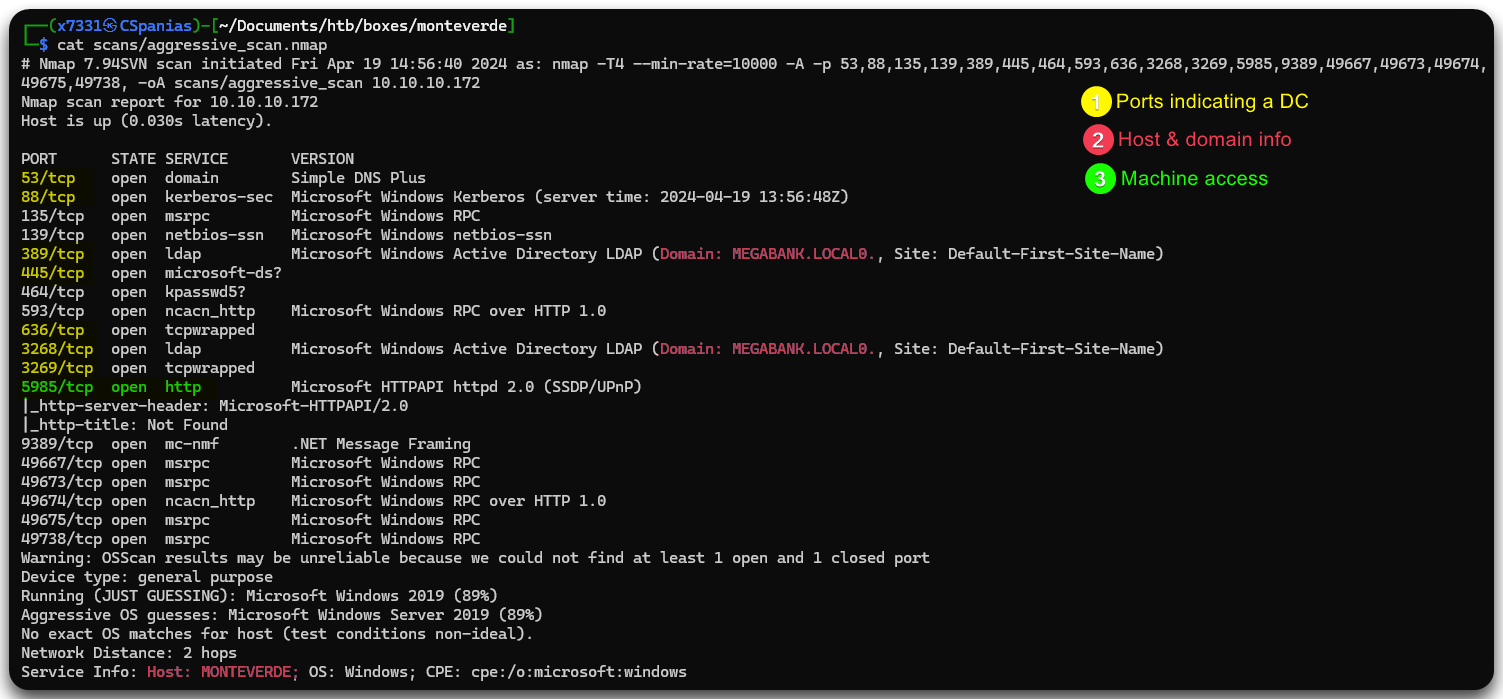 ┌──(x7331㉿CSpanias)-[~/Documents/htb/boxes/monteverde]
└─$ cat scans/aggressive_scan.nmap
# Nmap 7.94SVN scan initiated Fri Apr 19 14:56:40 2024 as: nmap -T4 --min-rate=10000 -A -p 53,88,135,139,389,445,464,593,636,3268,3269,5985,9389,49667,49673,49674,
49675,49738, -oA scans/aggressive_scan 10.10.10.172
Nmap scan report for 10.10.10.172
1 Ports indicating a DC
Host is up (0.030s latency).
2 Host & domain info
PORT      STATE SERVICE       VERSION
3 Machine access
53/tcp    open  domain        Simple DNS Plus
88/tcp    open  kerberos-sec  Microsoft Windows Kerberos (server time: 2024-04-19 13:56:48Z)
135/tcp   open  msrpc         Microsoft Windows RPC
139/tcp   open  netbios-ssn   Microsoft Windows netbios-ssn
389/tcp   open  ldap          Microsoft Windows Active Directory LDAP (Domain: MEGABANK.LOCAL0., Site: Default-First-Site-Name)
445/tcp   open  microsoft-ds?
464/tcp   open  kpasswd5?
593/tcp   open  ncacn_http    Microsoft Windows RPC over HTTP 1.0
636/tcp   open  tcpwrapped
3268/tcp  open  ldap          Microsoft Windows Active Directory LDAP (Domain: MEGABANK.LOCAL0., Site: Default-First-Site-Name)
3269/tcp  open  tcpwrapped
5985/tcp  open  http          Microsoft HTTPAPI httpd 2.0 (SSDP/UPnP)
|_http-server-header: Microsoft-HTTPAPI/2.0
|_http-title: Not Found
9389/tcp  open  mc-nmf        .NET Message Framing
49667/tcp open  msrpc         Microsoft Windows RPC
49673/tcp open  msrpc         Microsoft Windows RPC
49674/tcp open  ncacn_http    Microsoft Windows RPC over HTTP 1.0
49675/tcp open  msrpc         Microsoft Windows RPC
49738/tcp open  msrpc         Microsoft Windows RPC
Warning: OSScan results may be unreliable because we could not find at least 1 open and 1 closed port
Device type: general purpose
Running (JUST GUESSING): Microsoft Windows 2019 (89%)
Aggressive OS guesses: Microsoft Windows Server 2019 (89%)
No exact OS matches for host (test conditions non-ideal).
Network Distance: 2 hops
Service Info: Host: MONTEVERDE; OS: Windows; CPE: cpe:/o:microsoft:windows